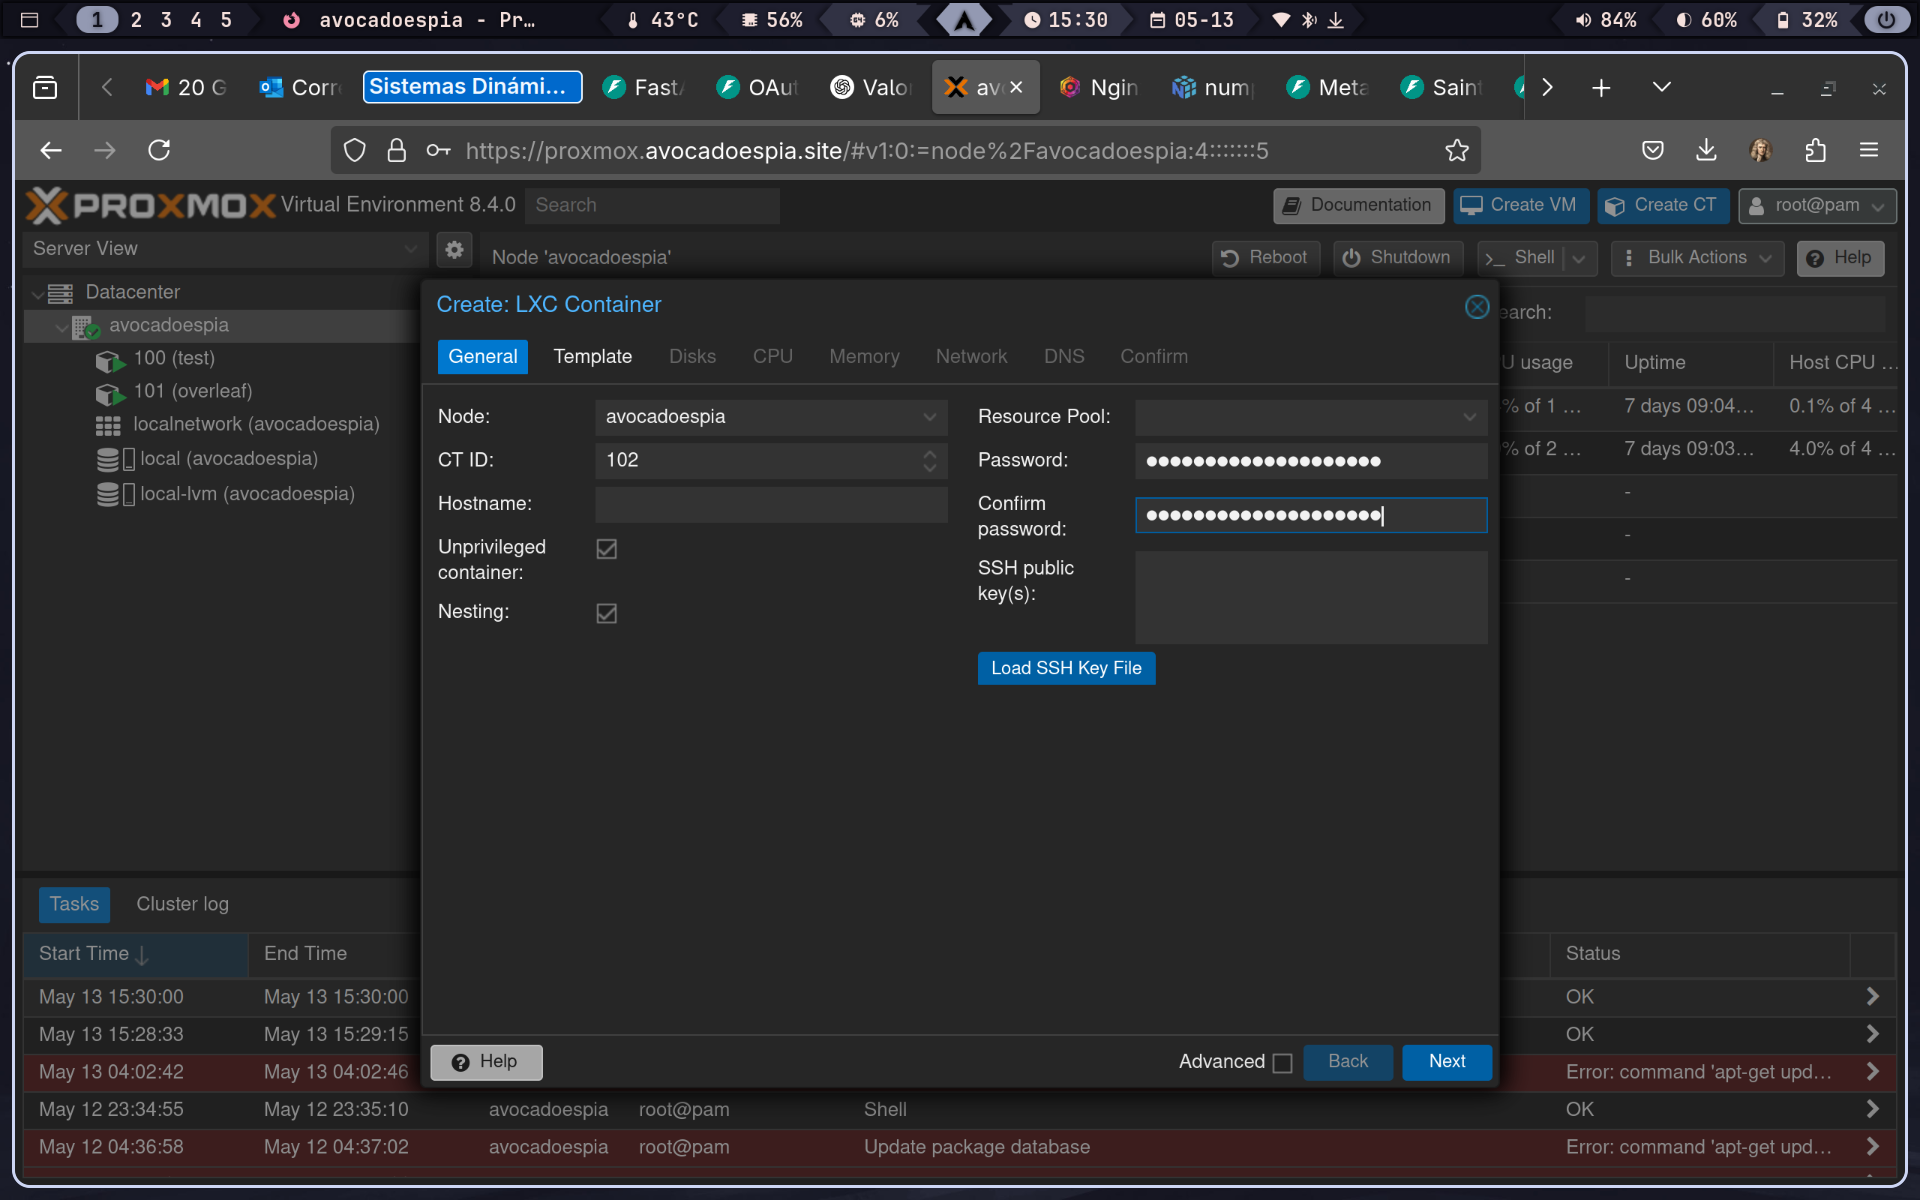 1 2 3 4 5 avocadoespia - Pr… 43°C 56% 6% 15:30 05-13 84% 60% 32%
20 G Corre Sistemas Dinámi... FastA OAut Valor av Ngin nump Meta Saint
https://proxmox.avocadoespia.site/#v1:0:=node%2Favocadoespia:4:::::::5
PROXMOX Virtual Environment 8.4.0 Search Documentation Create VM Create CT root@pam
Server View Node 'avocadoespia' Reboot Shutdown >_ Shell Bulk Actions Help
Datacenter
avocadoespia
100 (test)
101 (overleaf)
localnetwork (avocadoespia)
local (avocadoespia)
local-lvm (avocadoespia)
earch:
U usage Uptime Host CPU ...
% of 1 ... 7 days 09:04... 0.1% of 4 ...
% of 2 ... 7 days 09:03... 4.0% of 4 ...
-
-
-
Create: LXC Container
General Template Disks CPU Memory Network DNS Confirm
Node: avocadoespia
CT ID: 102
Hostname:
Unprivileged
container:
Nesting:
Resource Pool:
Password: ●●●●●●●●●●●●●●●●●●●●
Confirm
password: ●●●●●●●●●●●●●●●●●●●●
SSH public
key(s):
Load SSH Key File
Help Advanced Back Next
Tasks Cluster log
Start Time End Time Status
May 13 15:30:00 May 13 15:30:00 OK
May 13 15:28:33 May 13 15:29:15 OK
May 13 04:02:42 May 13 04:02:46 Error: command 'apt-get upd...
May 12 23:34:55 May 12 23:35:10 avocadoespia root@pam Shell OK
May 12 04:36:58 May 12 04:37:02 avocadoespia root@pam Update package database Error: command 'apt-get upd...